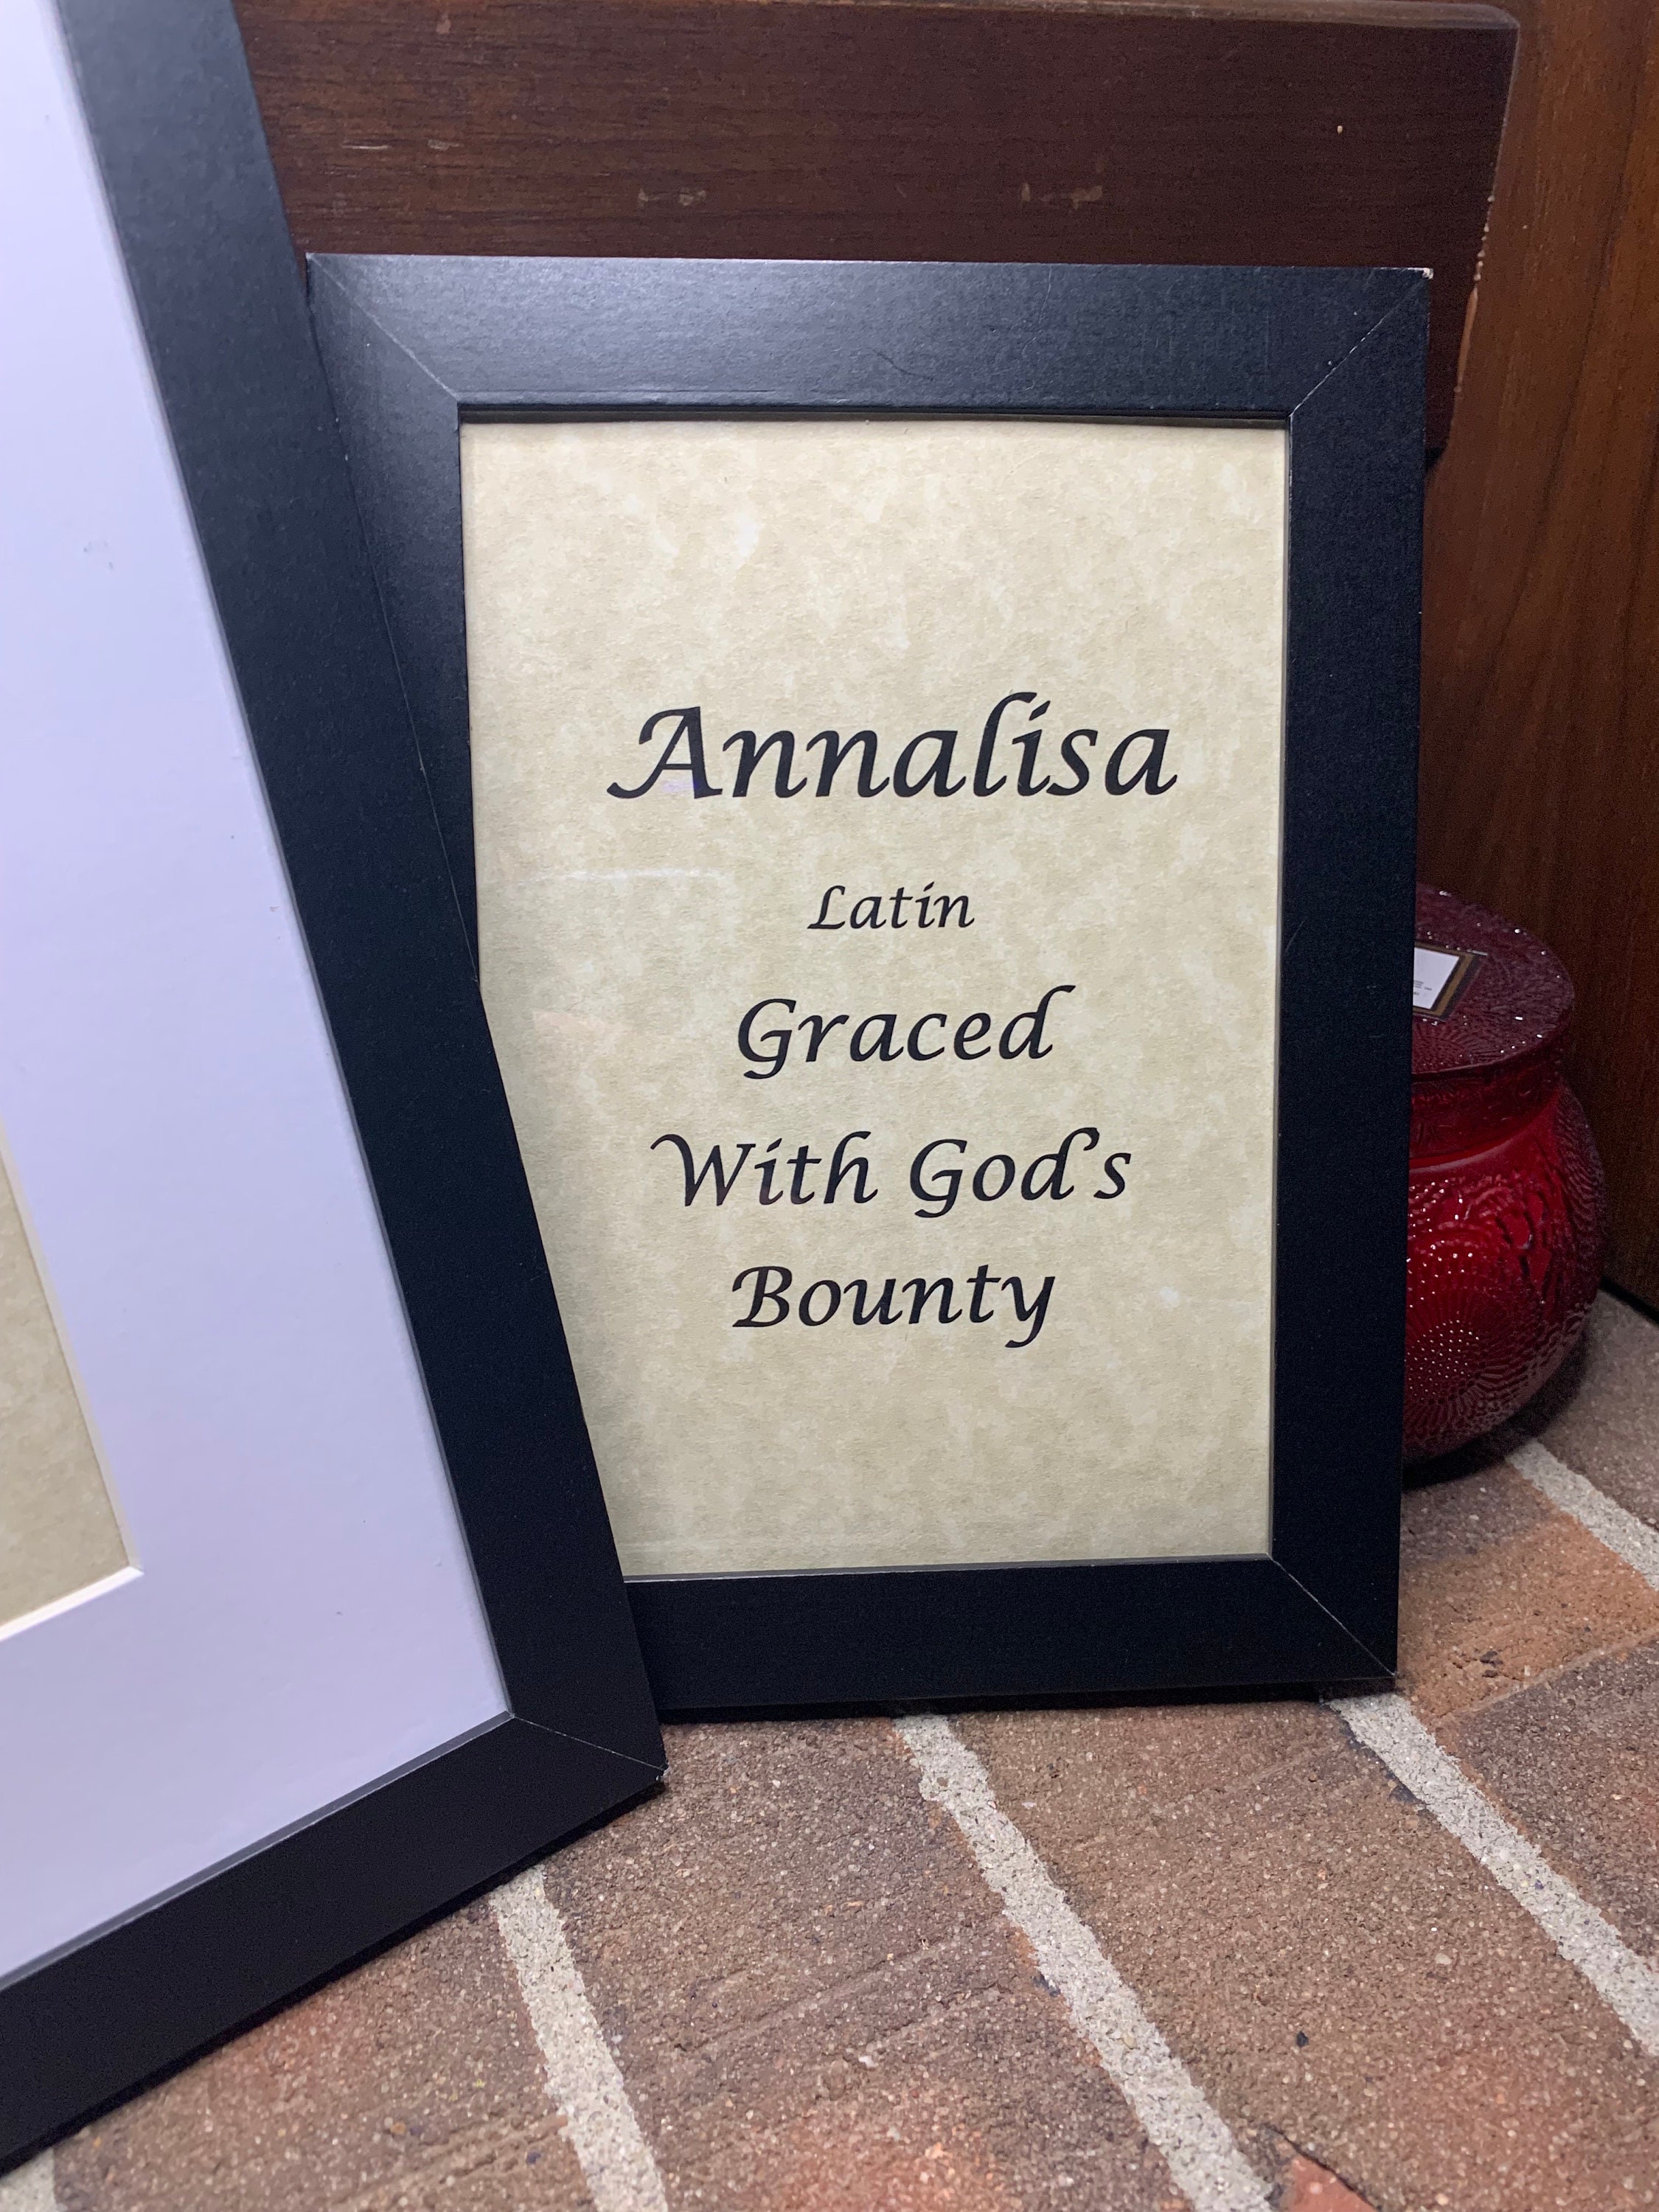 Annalisa
Latin
Graced
With God's
Bounty